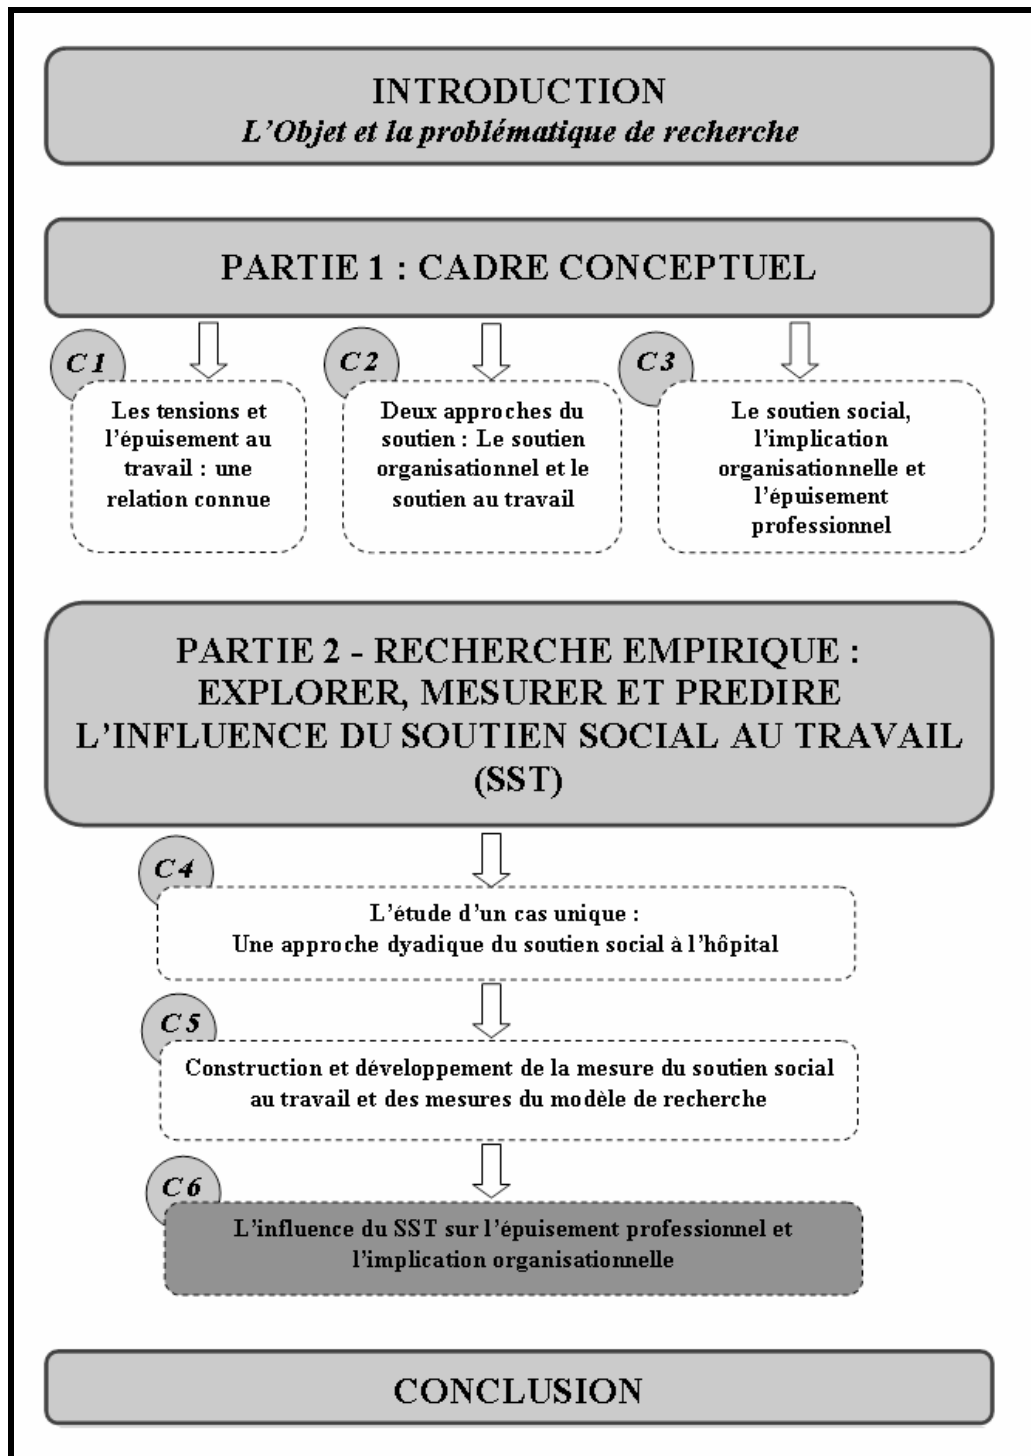 INTRODUCTION
L'Objet et la problématique de recherche
PARTIE 1 : CADRE CONCEPTUEL
C1
Les tensions et
l'épuisement au
travail : une
relation connue
C2
Deux approches du
soutien : Le soutien
organisationnel et le
soutien au travail
C3
Le soutien social,
l'implication
organisationnelle et
l'épuisement
professionnel
PARTIE 2 - RECHERCHE EMPIRIQUE :
EXPLORER, MESURER ET PREDIRE
L'INFLUENCE DU SOUTIEN SOCIAL AU TRAVAIL
(SST)
C4
L'étude d'un cas unique :
Une approche dyadique du soutien social à l'hôpital
C5
Construction et développement de la mesure du soutien social
au travail et des mesures du modèle de recherche
C6
L'influence du SST sur l'épuisement professionnel et
l'implication organisationnelle
CONCLUSION